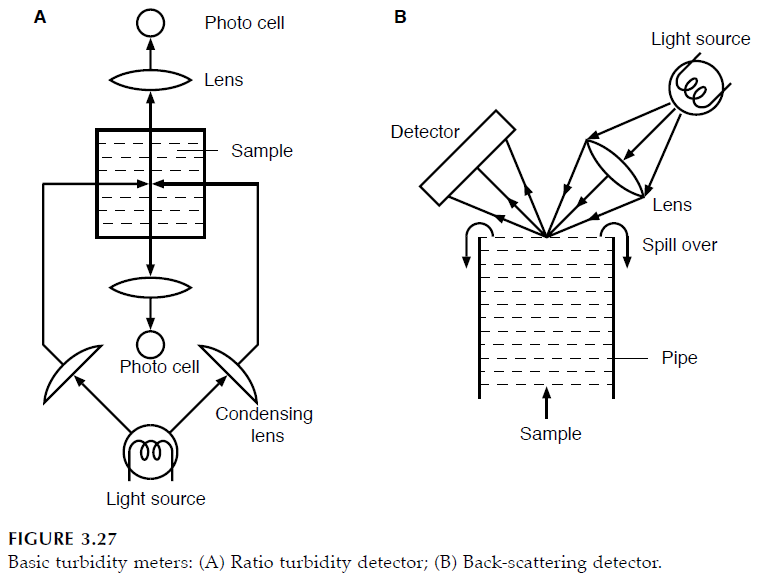 A
Photo cell
Lens
Sample
Photo cell
Condensing
lens
Light source
B
Light source
Detector
Lens
Spill over
Pipe
Sample
FIGURE 3.27
Basic turbidity meters: (A) Ratio turbidity detector; (B) Back-scattering detector.